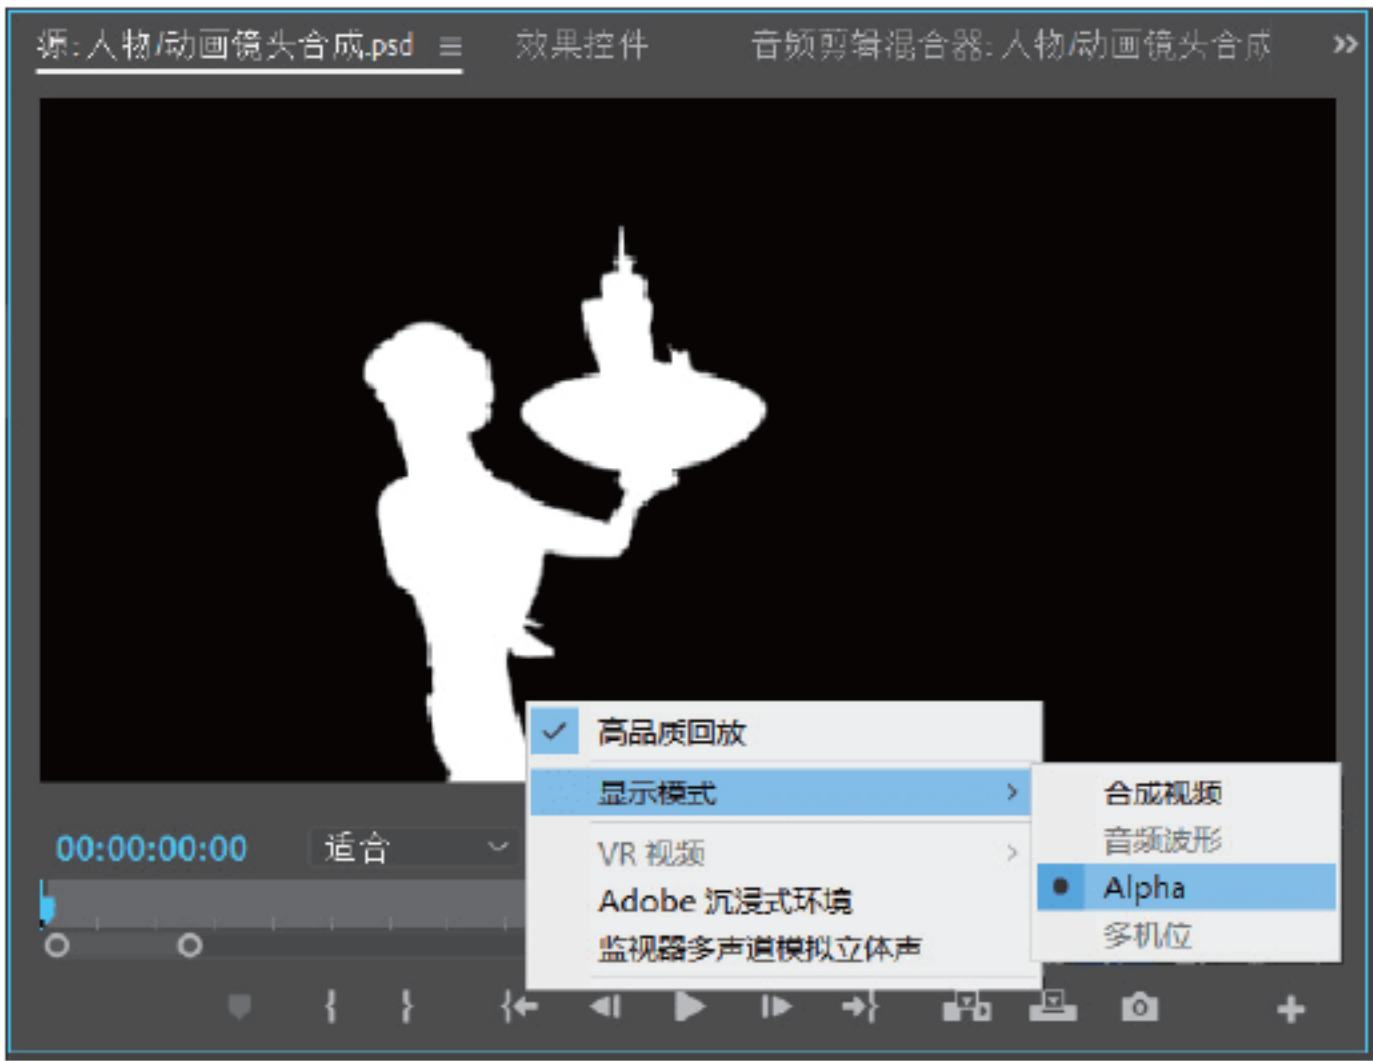 源: 人物/动画镜头合成.psd
效果控件
音频剪辑混合器: 人物/动画镜头合成
高品质回放
显示模式
合成视频
音频波形
00:00:00:00
适合
VR 视频
Alpha
Adobe 沉浸式环境
多机位
监视器多声道模拟立体声